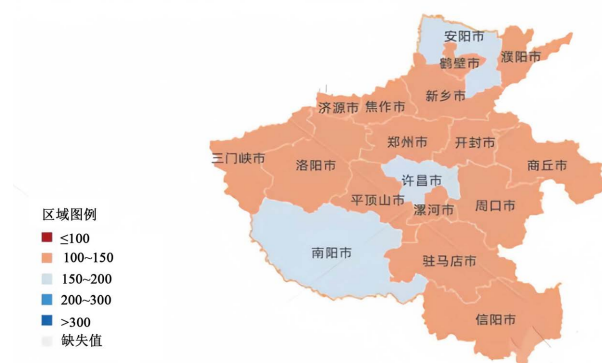 安阳市
鹤壁市
濮阳市
新乡市
济源市
焦作市
郑州市
开封市
三门峡市
洛阳市
商丘市
许昌市
平顶山市
漯河市
周口市
南阳市
驻马店市
信阳市
区域图例
≤100
100~150
150~200
200~300
>300
缺失值